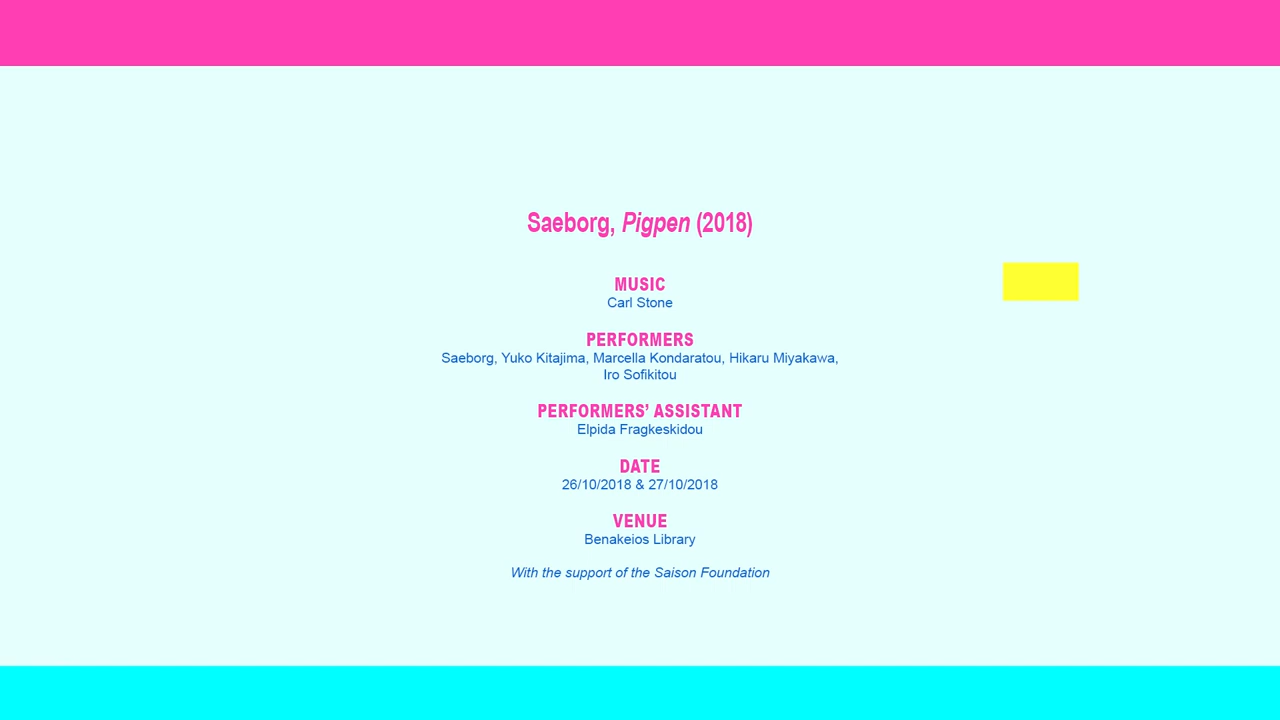 Saeborg, Pigpen (2018)
MUSIC
Carl Stone
PERFORMERS
Saeborg, Yuko Kitajima, Marcella Kondaratou, Hikaru Miyakawa,
Iro Sofikitou
PERFORMERS’ ASSISTANT
Elpida Fragkeskidou
DATE
26/10/2018 & 27/10/2018
VENUE
Benakeios Library
With the support of the Saison Foundation